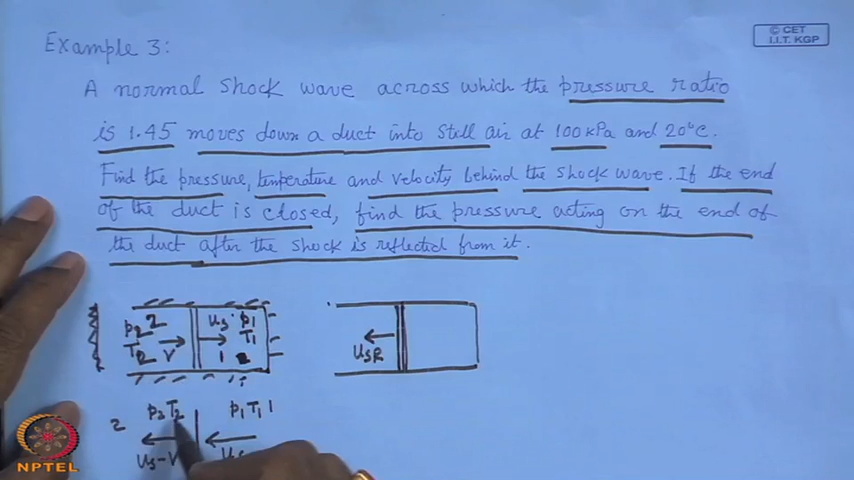 Example 3:
© CET
I.I.T. KGP
A normal shock wave across which the pressure ratio
is 1.45 moves down a duct into still air at 100 kPa and 20°C.
Find the pressure, temperature and velocity behind the shock wave. If the end
of the duct is closed, find the pressure acting on the end of
the duct after the shock is reflected from it.
p2 2
T2 V
Us p1
T1
1 2
UsR
2 p2 T2
p1 T1 1
Us-V
NPTEL